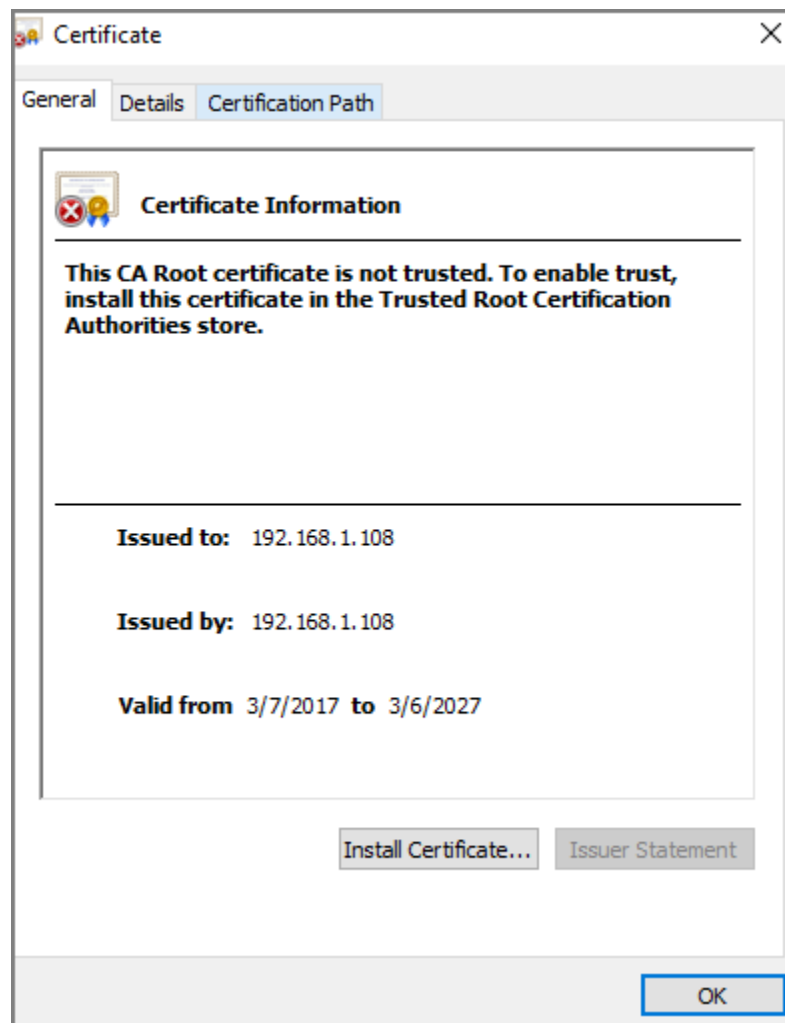 Certificate
General Details Certification Path
Certificate Information
This CA Root certificate is not trusted. To enable trust,
install this certificate in the Trusted Root Certification
Authorities store.
Issued to: 192.168.1.108
Issued by: 192.168.1.108
Valid from 3/7/2017 to 3/6/2027
Install Certificate... Issuer Statement
OK